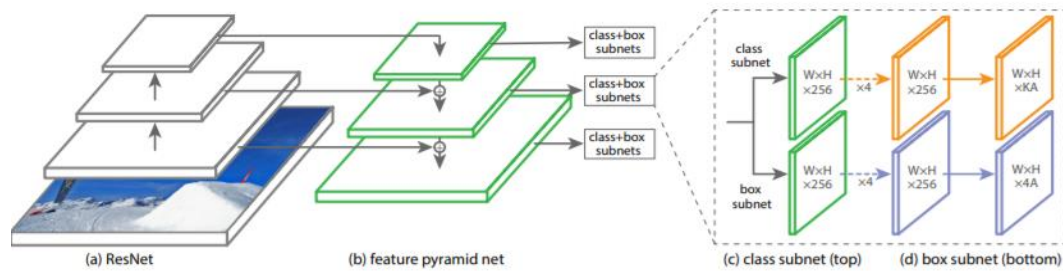 class+box
subnets
class+box
subnets
class+box
subnets
class
subnet
W×H
×256
×4
W×H
×256
W×H
×KA
box
subnet
W×H
×256
×4
W×H
×256
W×H
×4A
(a) ResNet
(b) feature pyramid net
(c) class subnet (top)
(d) box subnet (bottom)